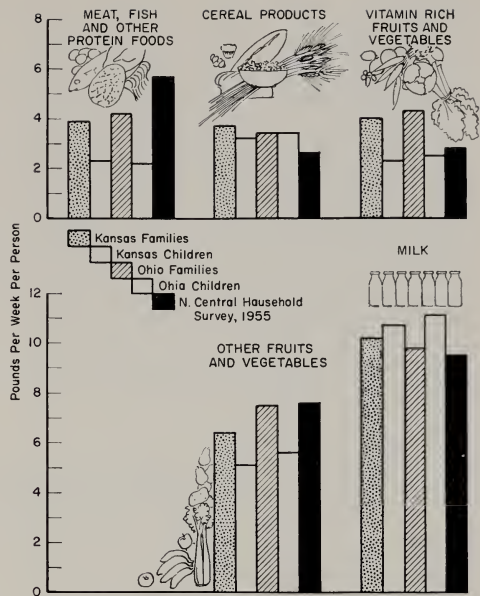 MEAT, FISH
AND OTHER
PROTEIN FOODS
CEREAL PRODUCTS
VITAMIN RICH
FRUITS AND
VEGETABLES
8
6
4
2
0
Kansas Families
Kansas Children
Ohio Families
Ohio Children
N. Central Household
Survey, 1955
MILK
OTHER FRUITS
AND VEGETABLES
Pounds Per Week Per Person
12
10
8
6
4
2
0